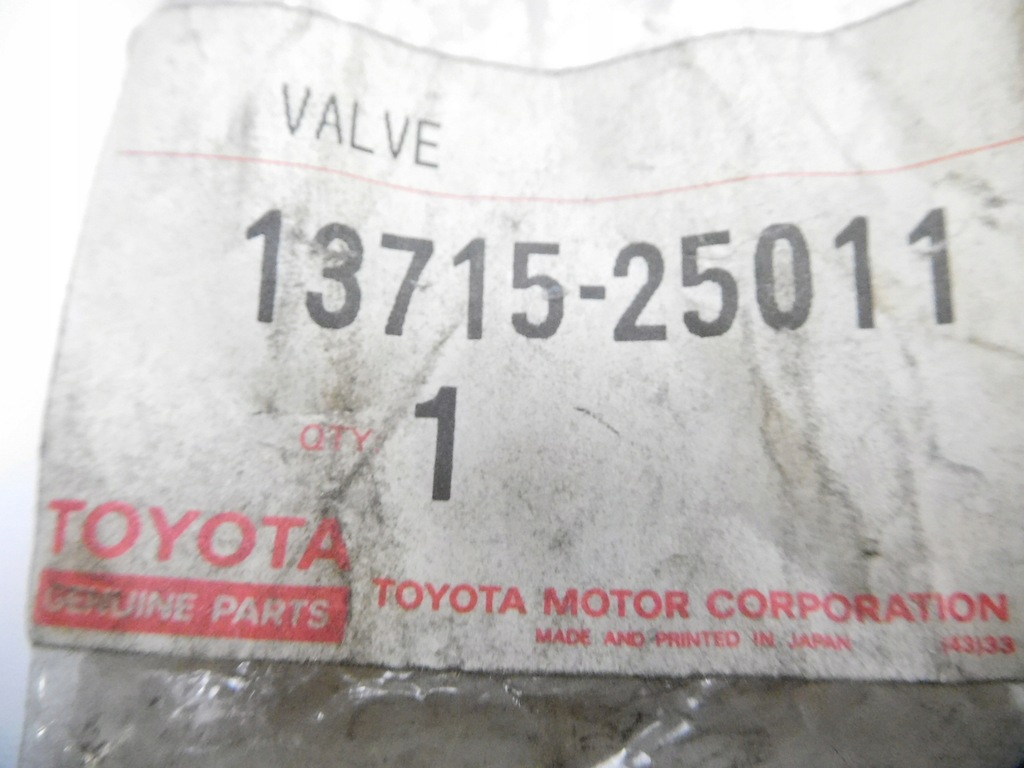 VALVE
13715-25011
QTY 1
TOYOTA
GENUINE PARTS
TOYOTA MOTOR CORPORATION
MADE AND PRINTED IN JAPAN